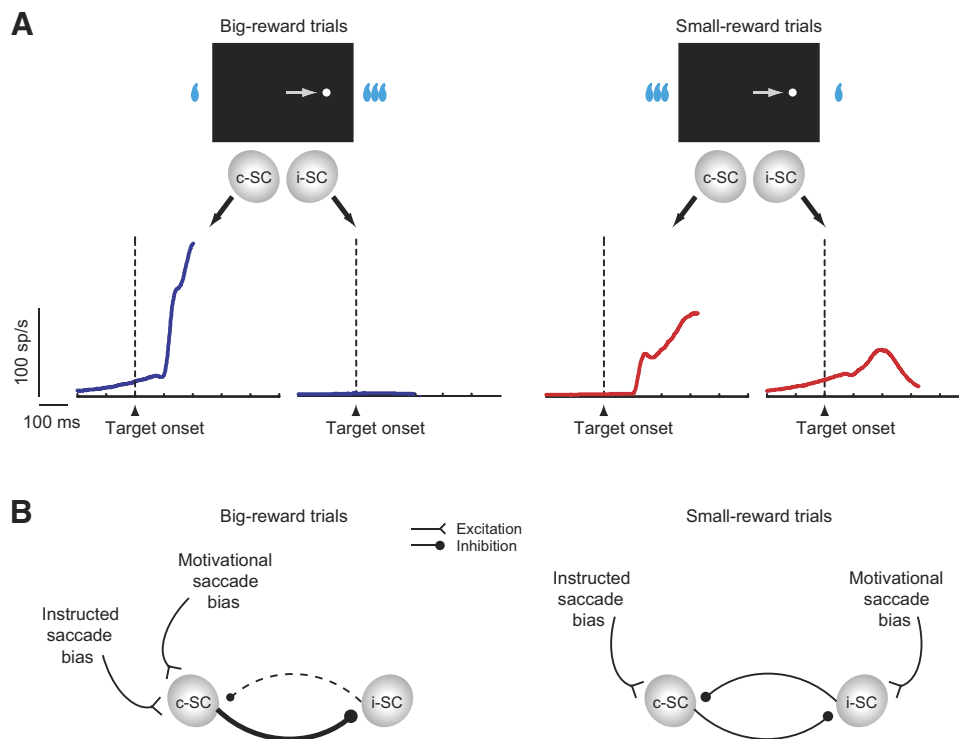 A
Big-reward trials
Small-reward trials
c-SC
i-SC
c-SC
i-SC
100 sp/s
100 ms
Target onset
Target onset
Target onset
Target onset
B
Big-reward trials
Excitation
Inhibition
Small-reward trials
Motivational
saccade
bias
Instructed
saccade
bias
c-SC
i-SC
Instructed
saccade
bias
Motivational
saccade
bias
c-SC
i-SC